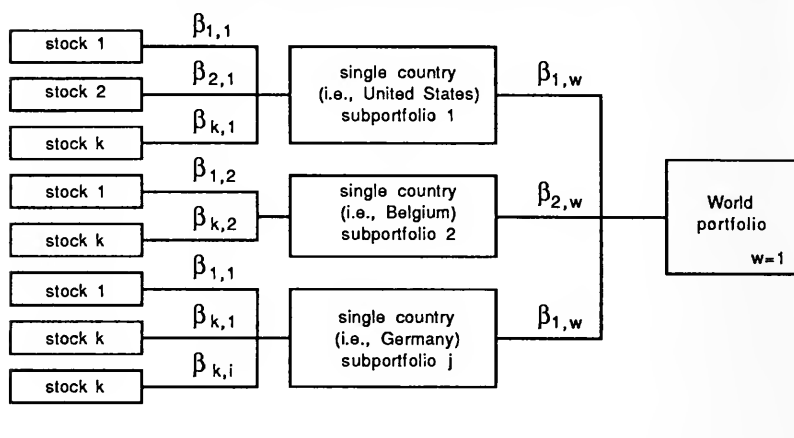 stock 1
β1,1
stock 2
β2,1
stock k
βk,1
single country
(i.e., United States)
subportfolio 1
β1,w
stock 1
β1,2
stock k
βk,2
single country
(i.e., Belgium)
subportfolio 2
β2,w
stock 1
β1,1
stock k
βk,1
stock k
βk,i
single country
(i.e., Germany)
subportfolio j
β1,w
World
portfolio
w=1